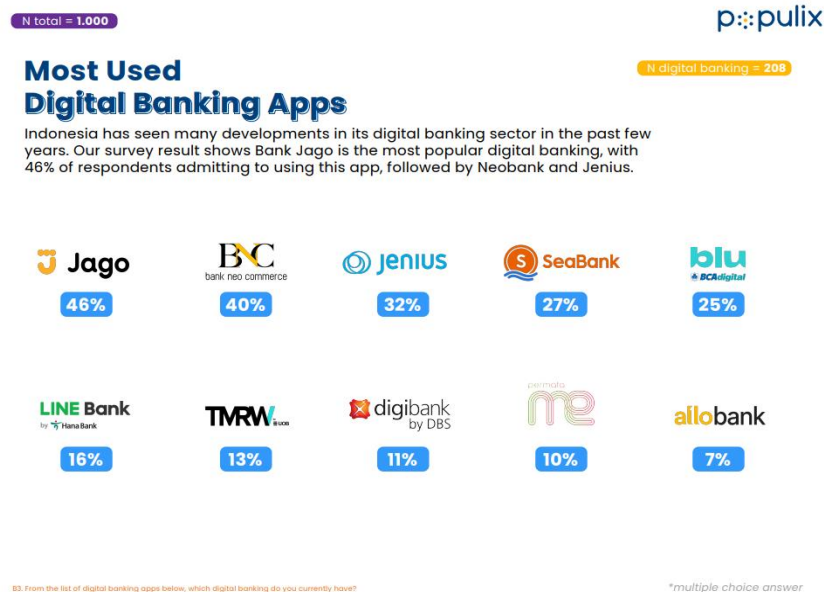 N total = 1.000
populix
Most Used
Digital Banking Apps
N digital banking = 208
Indonesia has seen many developments in its digital banking sector in the past few
years. Our survey result shows Bank Jago is the most popular digital banking, with
46% of respondents admitting to using this app, followed by Neobank and Jenius.
Jago
BNC
bank neo commerce
Jenius
S SeaBank
blu
BCAdigital
46%
40%
32%
27%
25%
LINE Bank
by HanaBank
TMRW
by UOB
digibank
by DBS
permata
me
allobank
16%
13%
11%
10%
7%
B3. From the list of digital banking apps below, which digital banking do you currently have?
*multiple choice answer